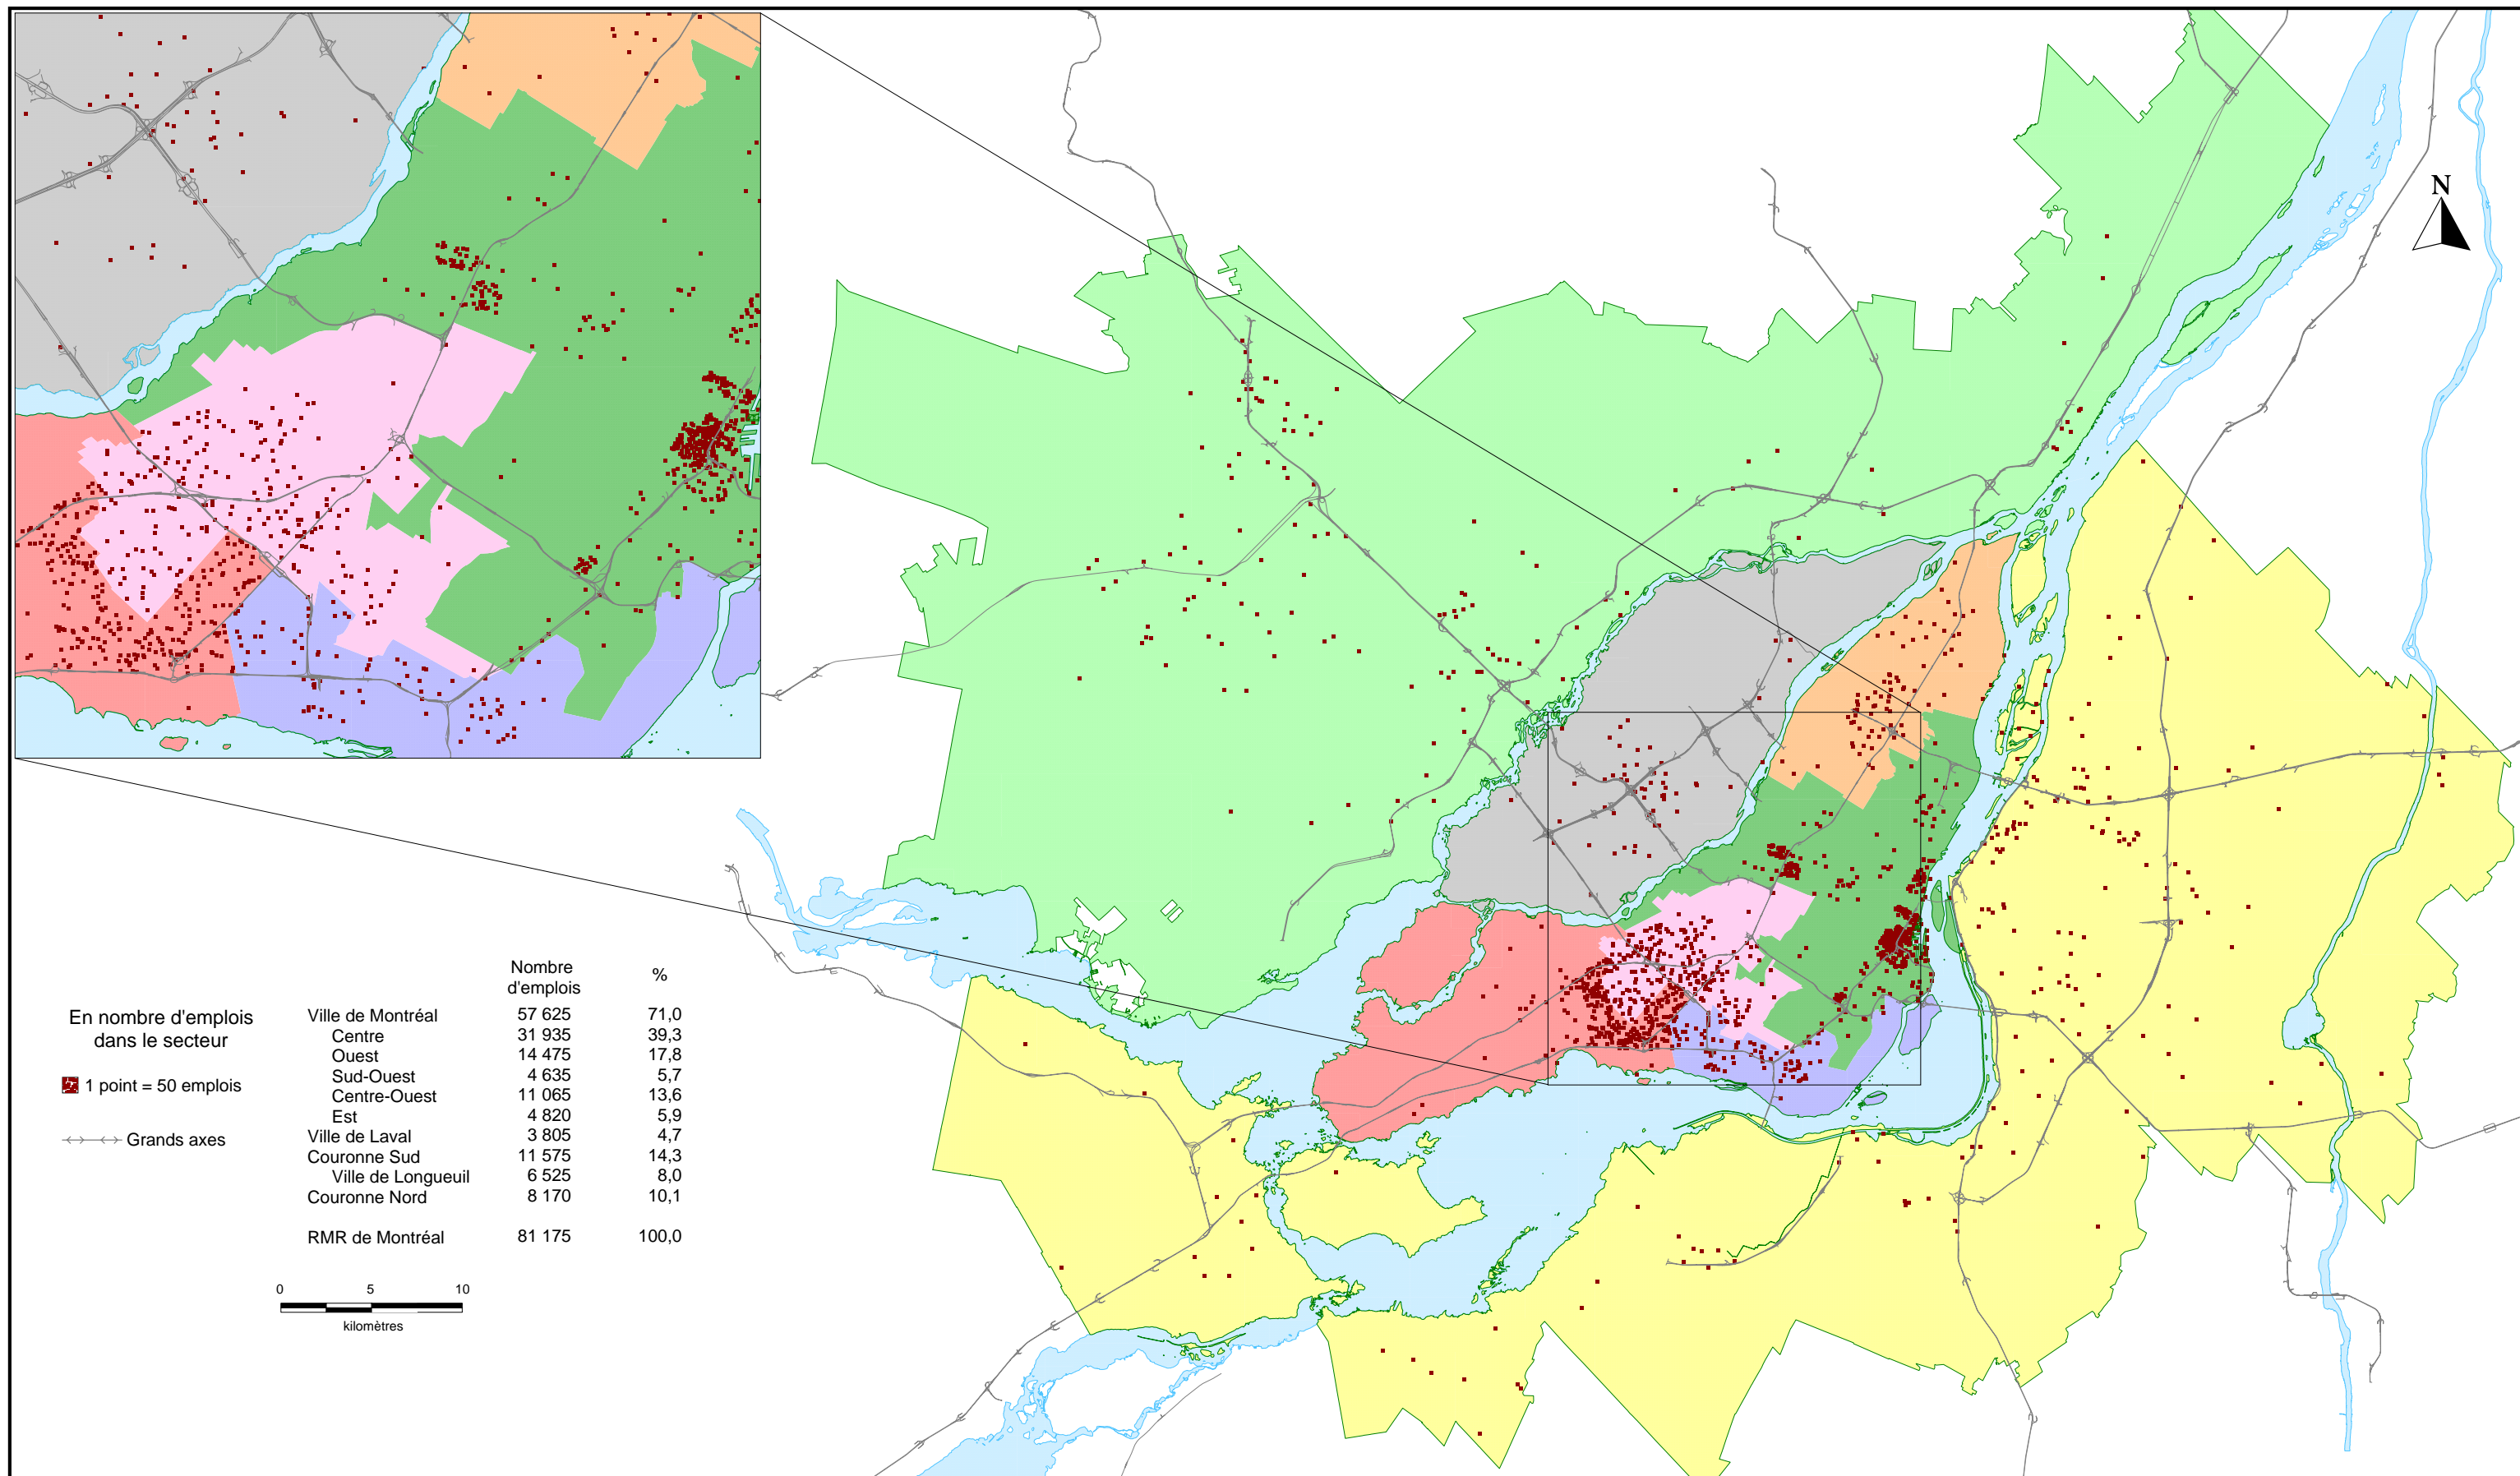 N
Nombre
d'emplois
%
En nombre d'emplois
dans le secteur
1 point = 50 emplois
Grands axes
Ville de Montréal 57 625 71,0
Centre 31 935 39,3
Ouest 14 475 17,8
Sud-Ouest 4 635 5,7
Centre-Ouest 11 065 13,6
Est 4 820 5,9
Ville de Laval 3 805 4,7
Couronne Sud 11 575 14,3
Ville de Longueuil 6 525 8,0
Couronne Nord 8 170 10,1
RMR de Montréal 81 175 100,0
0 5 10
kilomètres